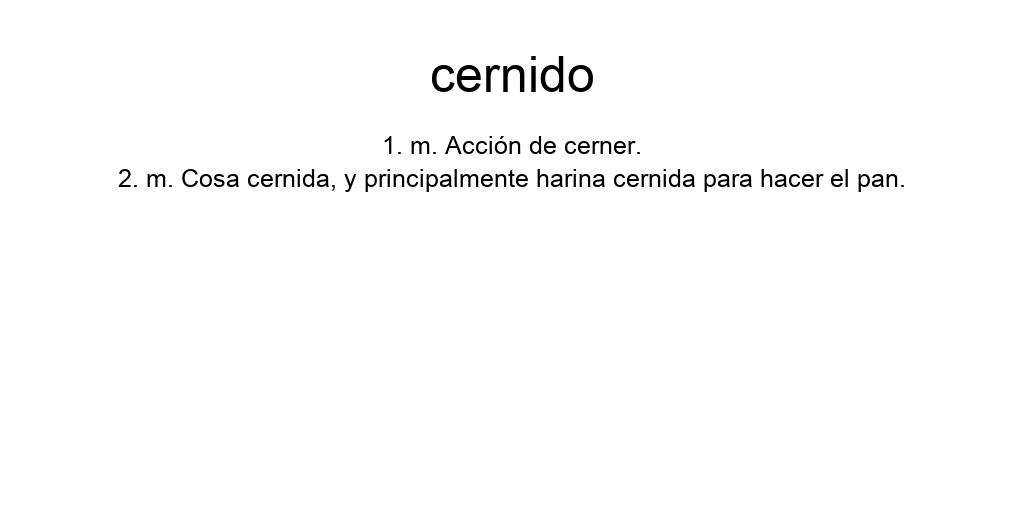 cernido
1. m. Acción de cerner.
2. m. Cosa cernida, y principalmente harina cernida para hacer el pan.